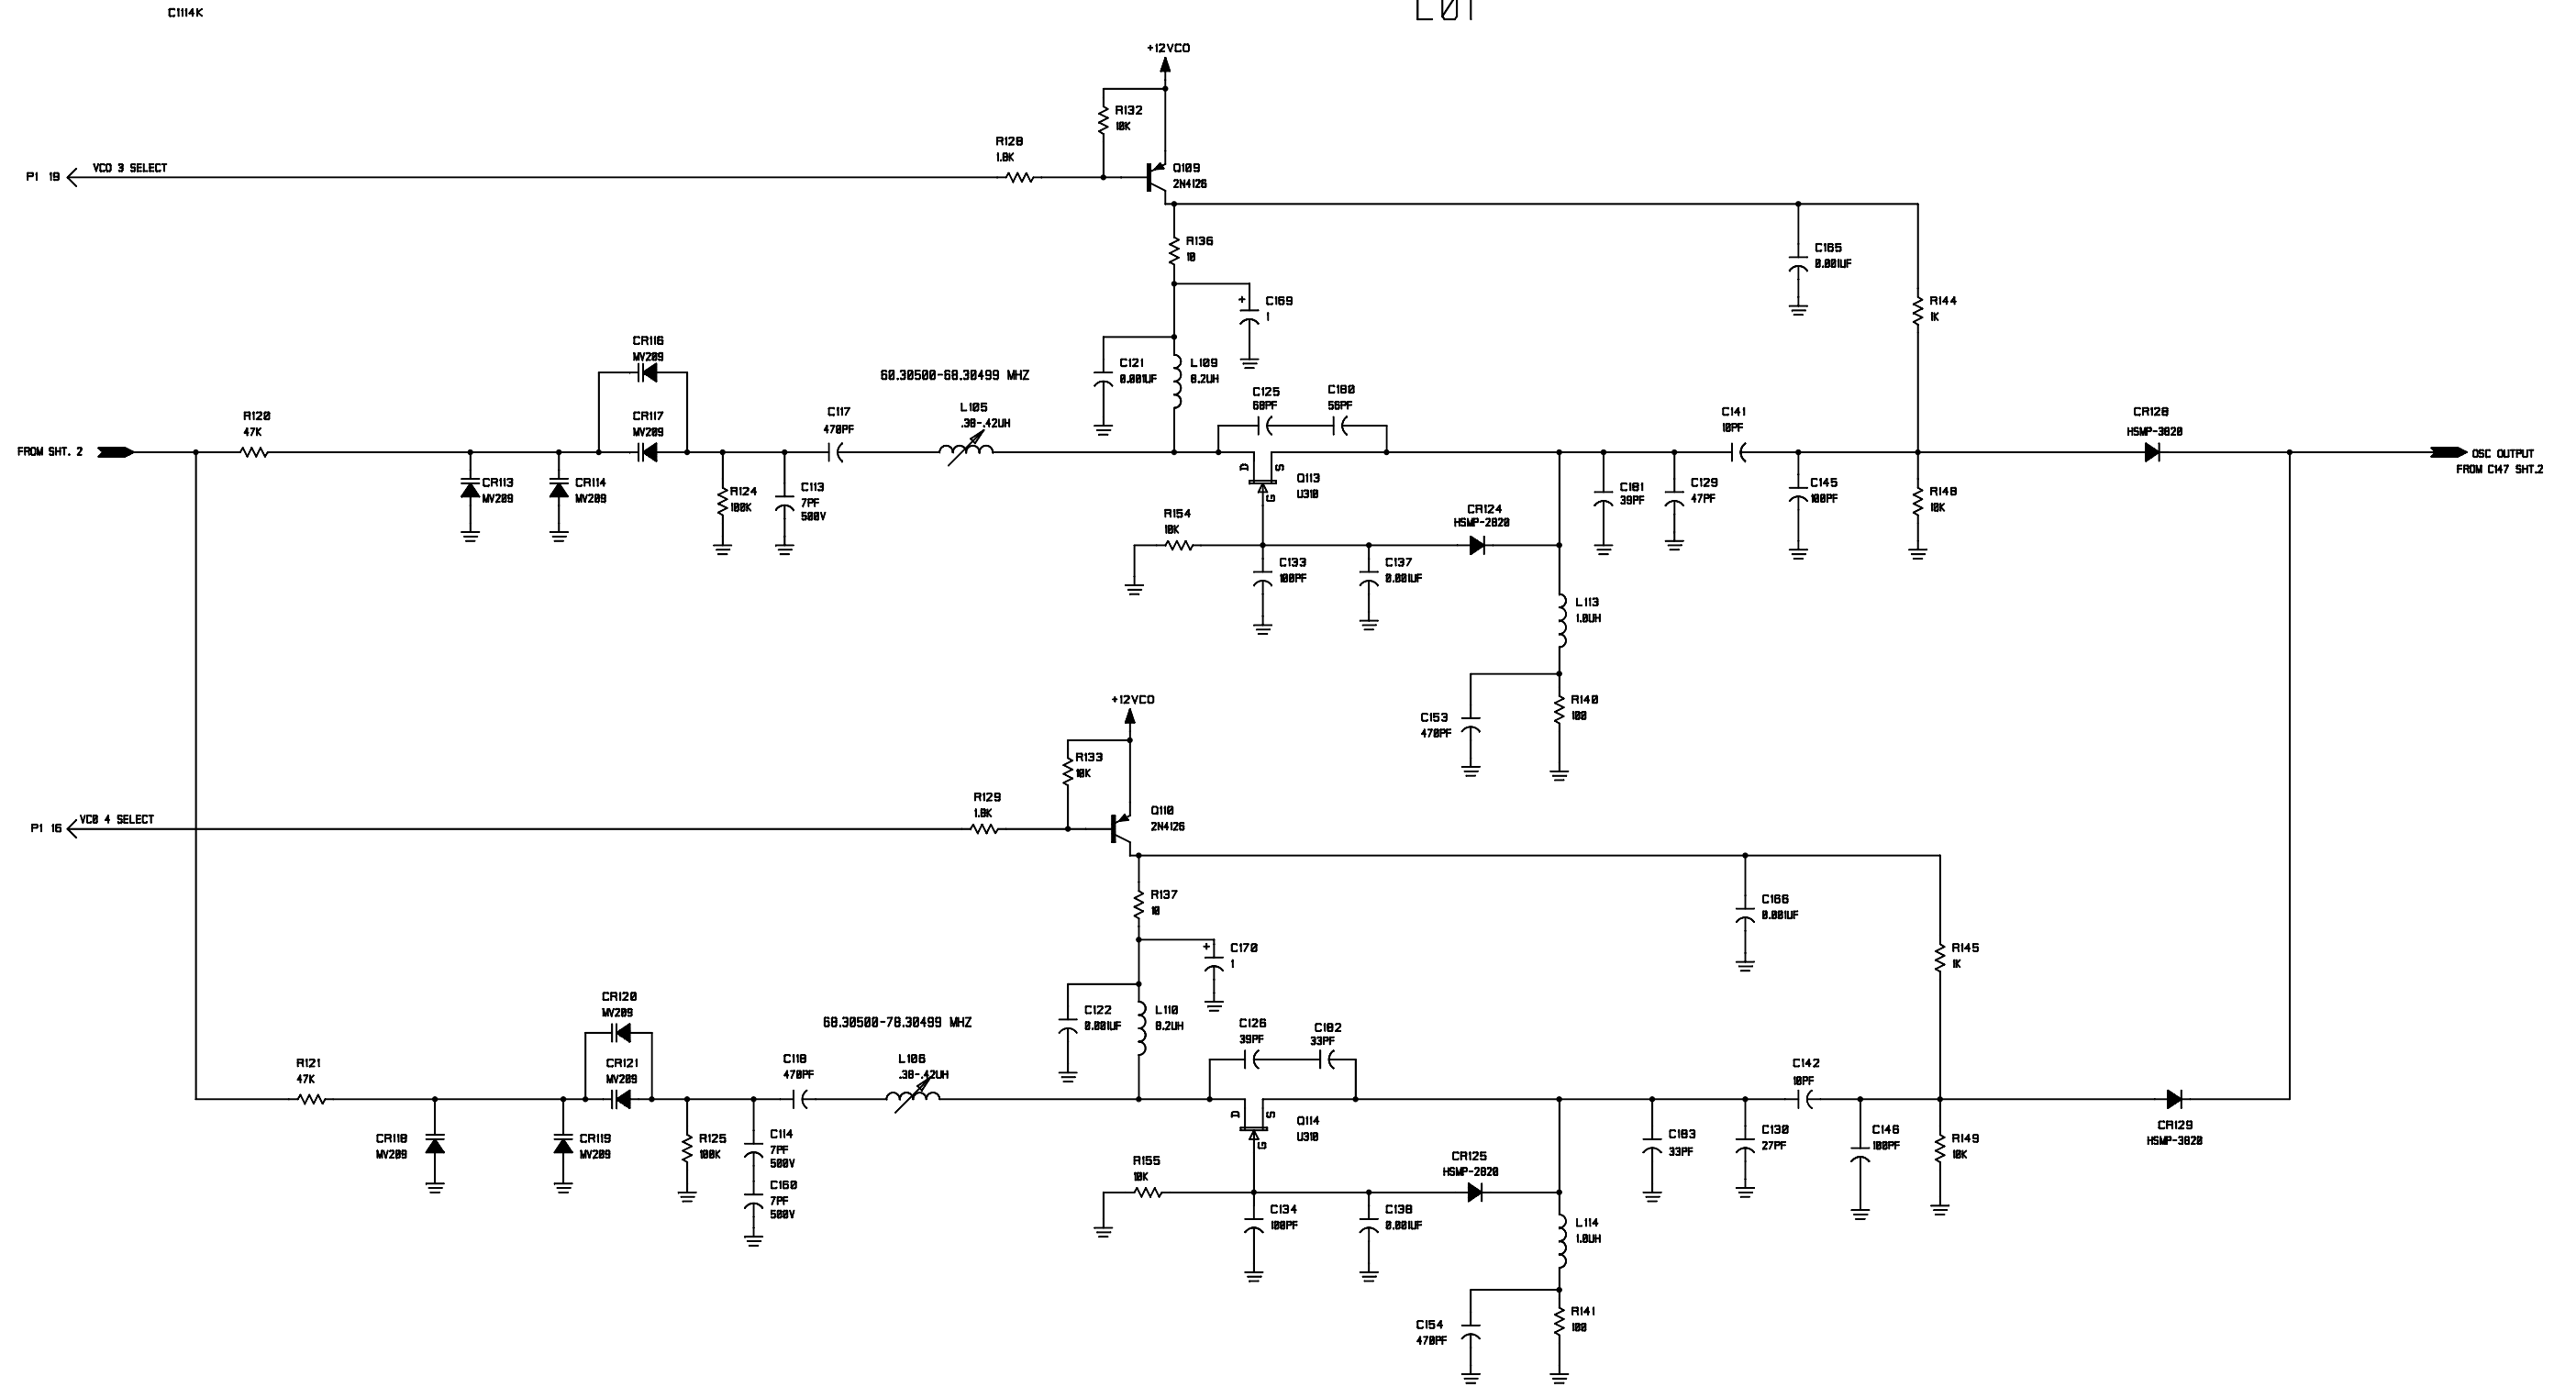 C1114K
L01
+12VCO
R132
10K
R128
1.8K
P1 19
VCO 3 SELECT
Q109
2N4126
R136
10
C165
0.001UF
C169
+
1
R144
1K
CR116
MV209
C121
0.001UF
L109
8.2UH
60.30500-68.30499 MHZ
C125
68PF
C180
56PF
R120
47K
CR117
MV209
C117
470PF
L105
.38-.42UH
C141
10PF
CR128
HSMP-3820
FROM SHT. 2
OSC OUTPUT
FROM C147 SHT.2
D
S
G
CR113
MV209
CR114
MV209
R124
100K
C113
7PF
500V
Q113
U310
C181
39PF
C129
47PF
C145
100PF
R148
10K
R154
10K
CR124
HSMP-2820
C133
100PF
C137
0.001UF
L113
1.0UH
C153
470PF
R140
100
+12VCO
R133
10K
R129
1.8K
P1 16
VCO 4 SELECT
Q110
2N4126
R137
10
C166
0.001UF
C170
+
1
R145
1K
CR120
MV209
C122
0.001UF
L110
8.2UH
68.30500-78.30499 MHZ
C126
39PF
C182
33PF
R121
47K
CR121
MV209
C118
470PF
L106
.38-.42UH
C142
10PF
D
S
G
CR118
MV209
CR119
MV209
R125
100K
C114
7PF
500V
Q114
U310
C183
33PF
C130
27PF
C146
100PF
R149
10K
CR129
HSMP-3820
R155
10K
CR125
HSMP-2820
C160
7PF
500V
C134
100PF
C138
0.001UF
L114
1.0UH
C154
470PF
R141
100